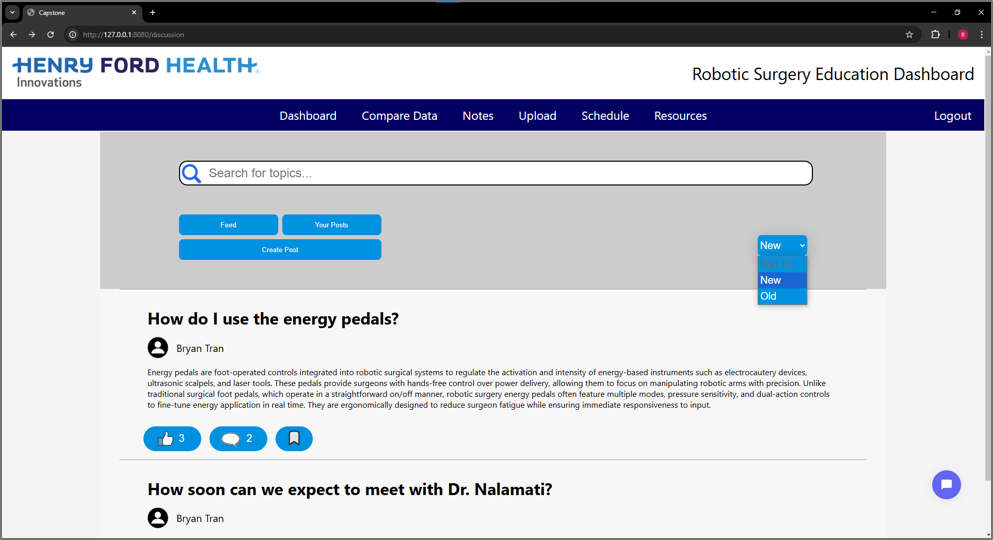 Capstone
http://127.0.0.1:8080/discussion
B
HENRY FORD HEALTH
Innovations
Robotic Surgery Education Dashboard
Dashboard Compare Data Notes Upload Schedule Resources Logout
Search for topics...
Feed Your Posts
Create Post
New
New
Old
How do I use the energy pedals?
Bryan Tran
Energy pedals are foot-operated controls integrated into robotic surgical systems to regulate the activation and intensity of energy-based instruments such as electrocautery devices,
ultrasonic scalpels, and laser tools. These pedals provide surgeons with hands-free control over power delivery, allowing them to focus on manipulating robotic arms with precision. Unlike
traditional surgical foot pedals, which operate in a straightforward on/off manner, robotic surgery energy pedals often feature multiple modes, pressure sensitivity, and dual-action controls
to fine-tune energy application in real time. They are ergonomically designed to reduce surgeon fatigue while ensuring immediate responsiveness to input.
3 2
How soon can we expect to meet with Dr. Nalamati?
Bryan Tran